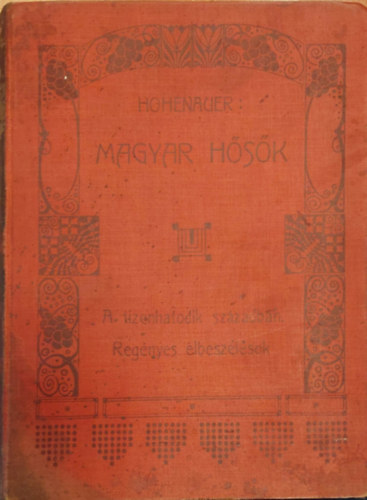 HOHENAUER:
MAGYAR HŐSÖK
A tizenhatodik században.
Regényes elbeszélések